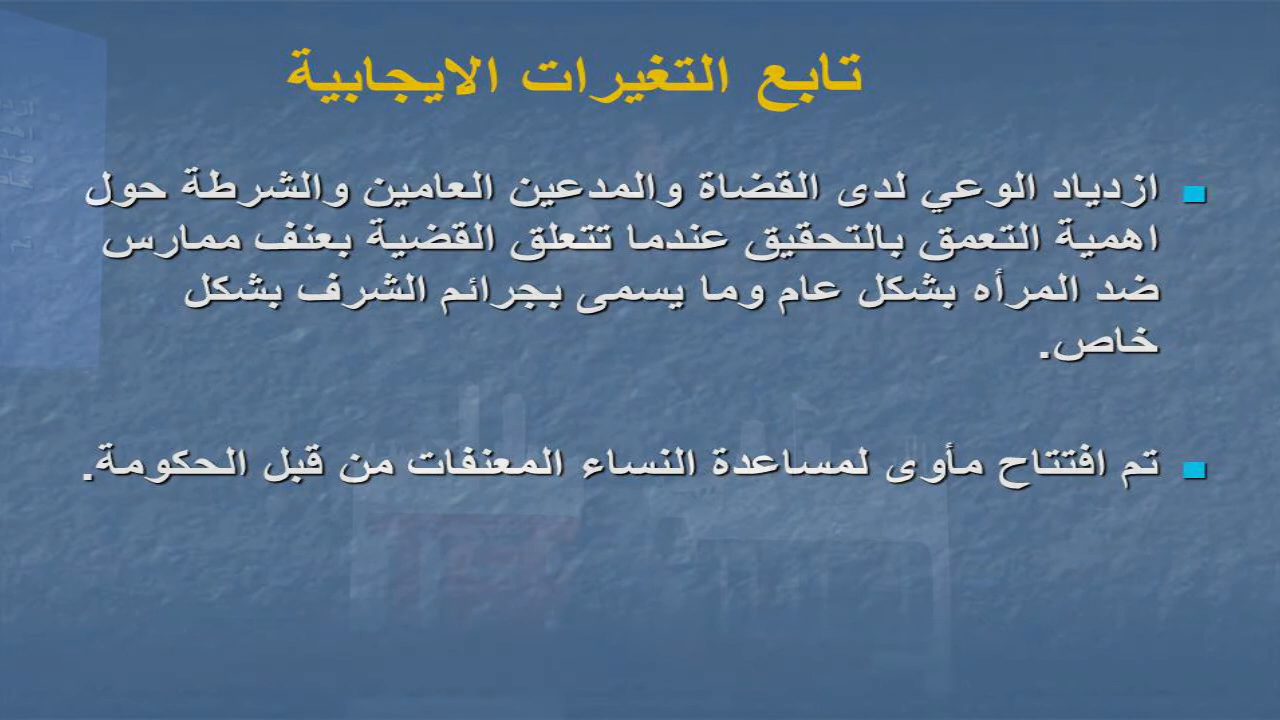 تابع التغيرات الايجابية
ازدياد الوعي لدى القضاة والمدعين العامين والشرطة حول
اهمية التعمق بالتحقيق عندما تتعلق القضية بعنف ممارس
ضد المرأه بشكل عام وما يسمى بجرائم الشرف بشكل
خاص.
تم افتتاح مأوى لمساعدة النساء المعنفات من قبل الحكومة.